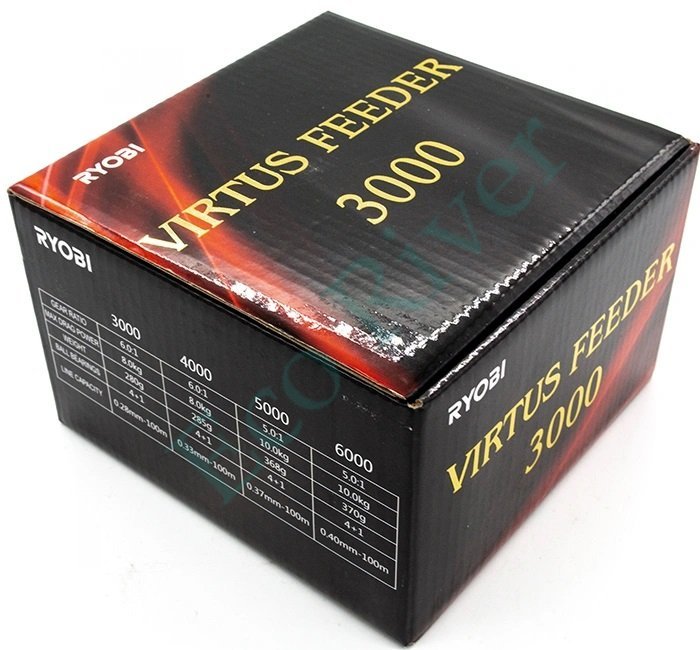 RYOBI
VIRTUS FEEDER
3000
RYOBI
3000 4000 5000 6000
GEAR RATIO 6.0:1 6.0:1 5.0:1 5.0:1
MAX DRAG POWER 8.0kg 8.0kg 10.0kg 10.0kg
WEIGHT 280g 285g 368g 370g
BALL BEARINGS 4+1 4+1 4+1 4+1
LINE CAPACITY 0.28mm-100m 0.33mm-100m 0.37mm-100m 0.40mm-100m
RYOBI
VIRTUS FEEDER
3000
River